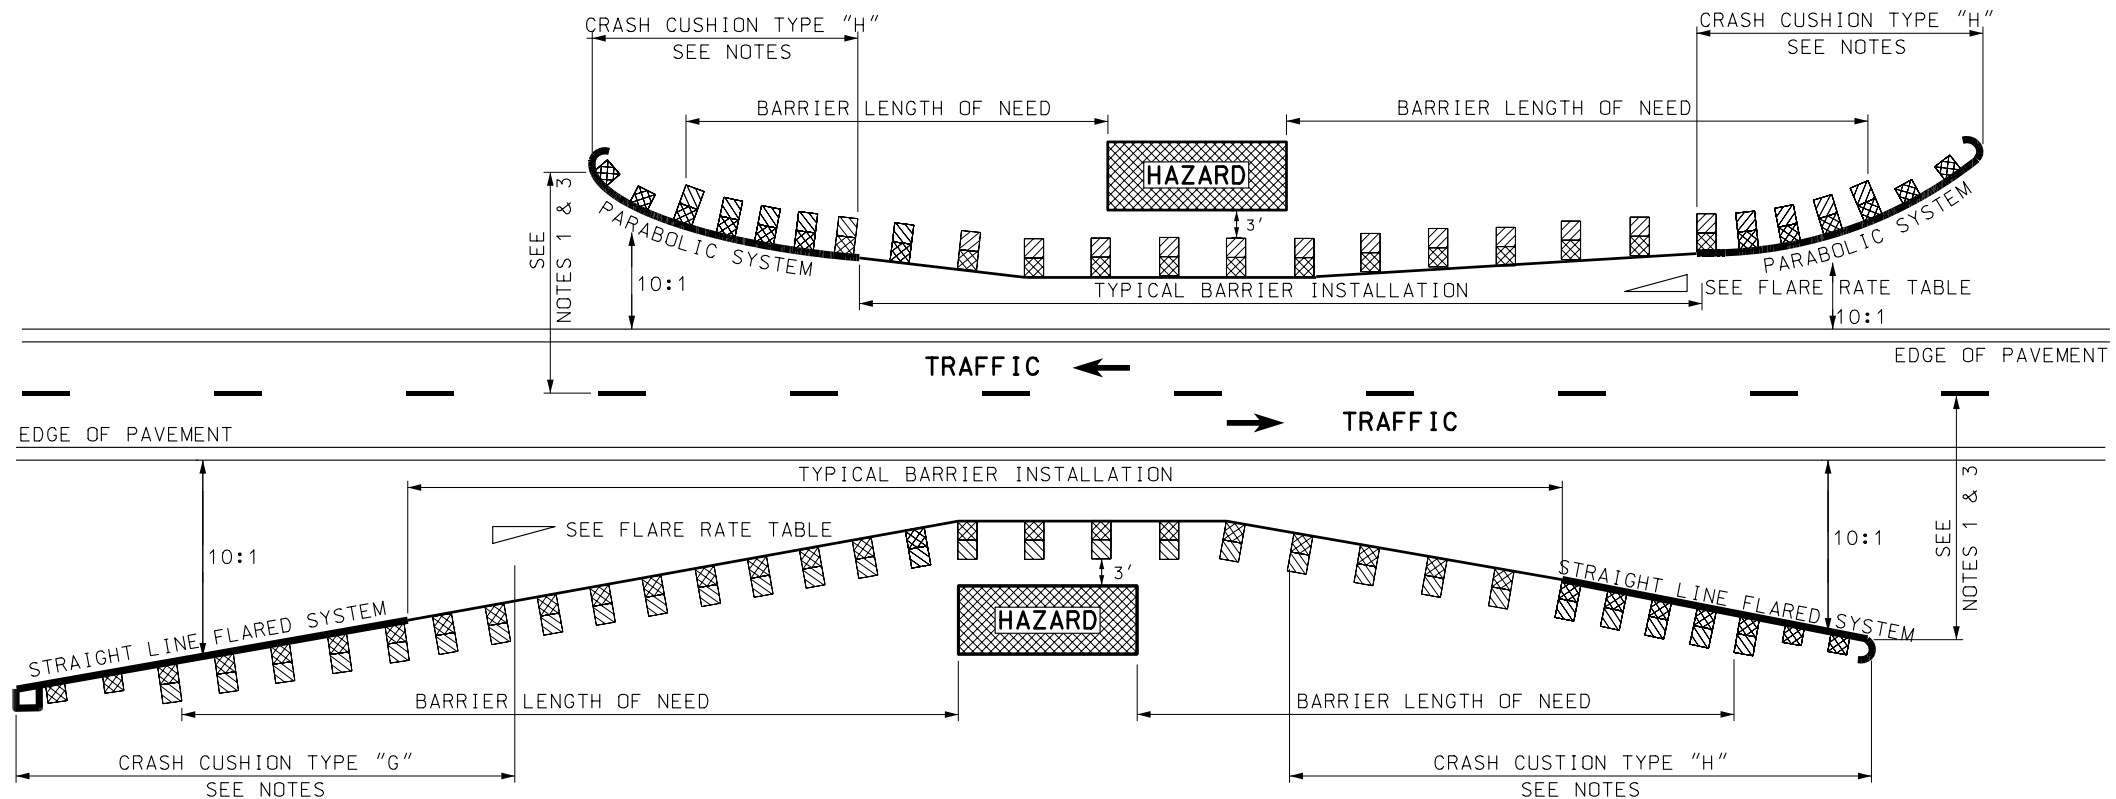 CRASH CUSHION TYPE "H"
SEE NOTES
CRASH CUSHION TYPE "H"
SEE NOTES
BARRIER LENGTH OF NEED
BARRIER LENGTH OF NEED
HAZARD
3'
PARABOLIC SYSTEM
PARABOLIC SYSTEM
SEE
NOTES 1 & 3
10:1
TYPICAL BARRIER INSTALLATION
SEE FLARE RATE TABLE
10:1
TRAFFIC
EDGE OF PAVEMENT
TRAFFIC
EDGE OF PAVEMENT
TYPICAL BARRIER INSTALLATION
SEE FLARE RATE TABLE
10:1
10:1
SEE
NOTES 1 & 3
3'
HAZARD
STRAIGHT LINE FLARED SYSTEM
STRAIGHT LINE FLARED SYSTEM
BARRIER LENGTH OF NEED
BARRIER LENGTH OF NEED
CRASH CUSHION TYPE "G"
SEE NOTES
CRASH CUSTION TYPE "H"
SEE NOTES